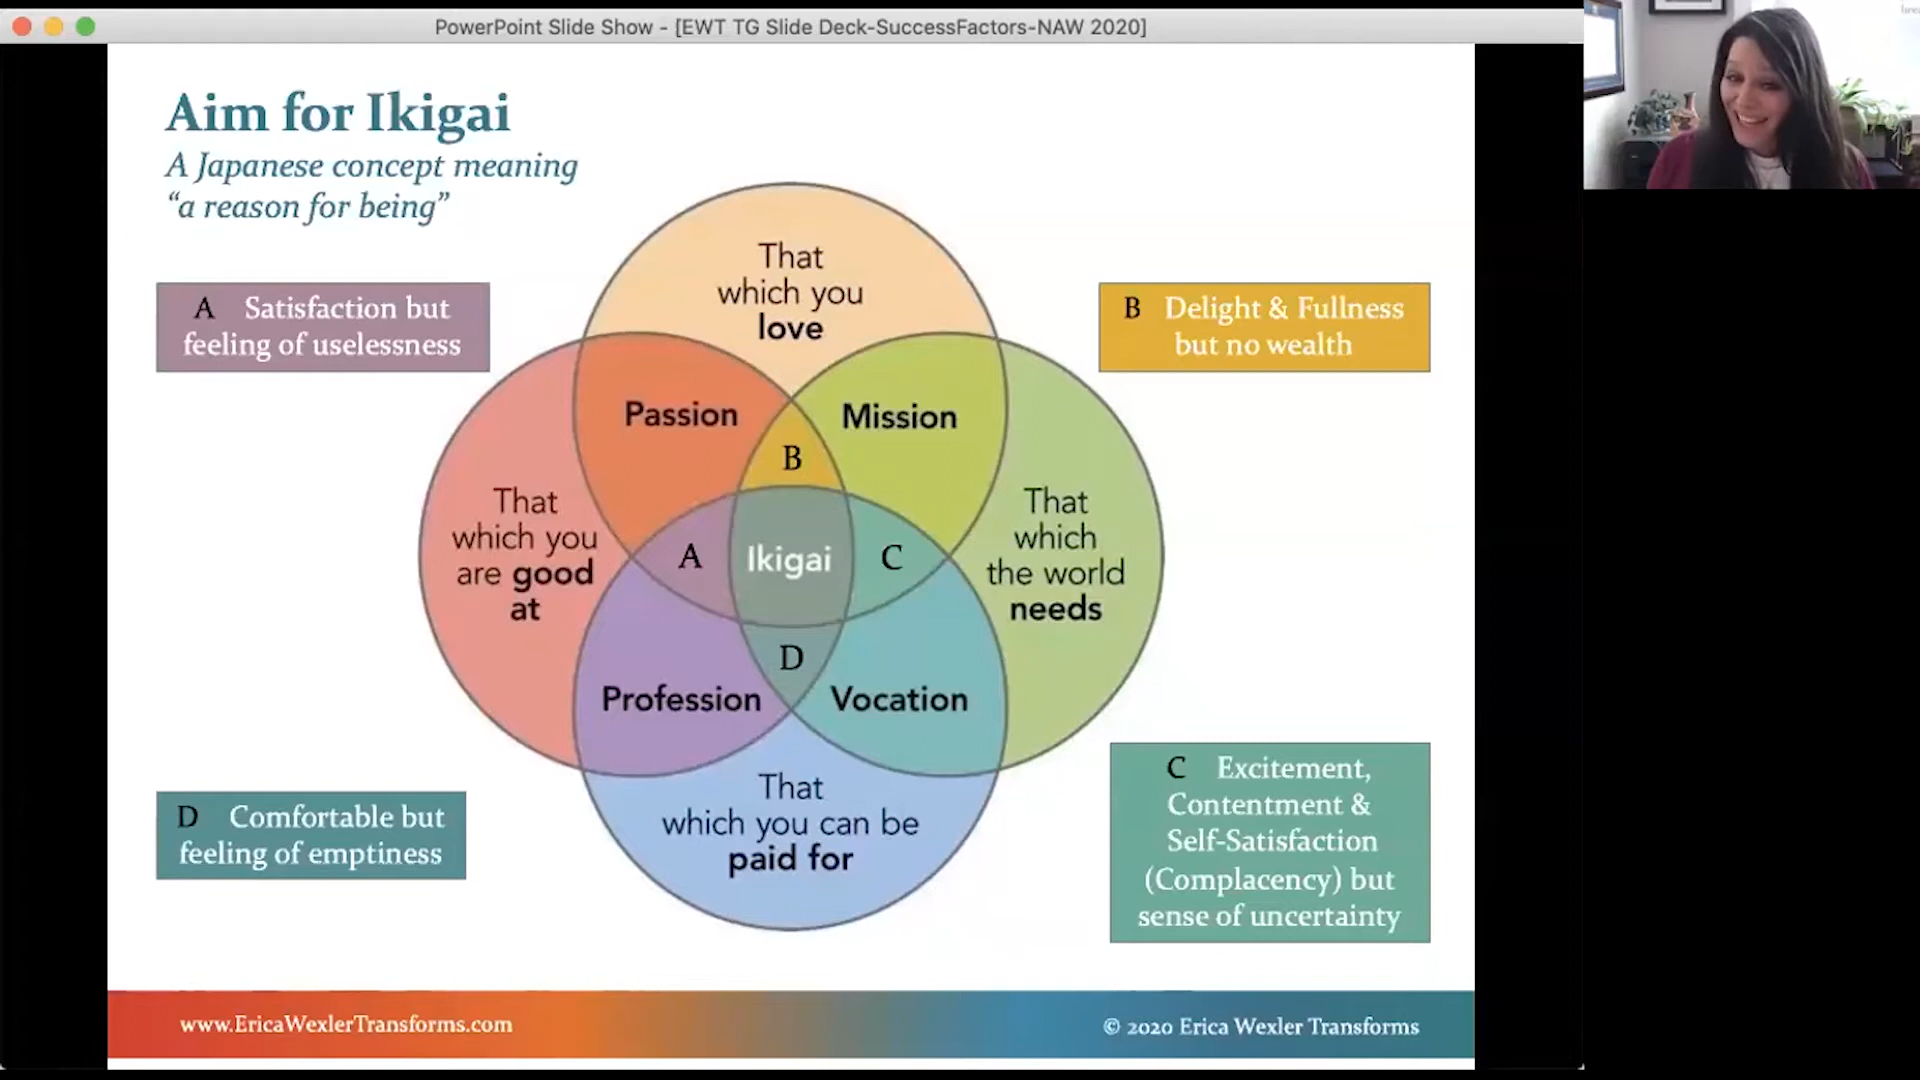 PowerPoint Slide Show - [EWT TG Slide Deck-SuccessFactors-NAW 2020]
Aim for Ikigai
A Japanese concept meaning
“a reason for being”
A Satisfaction but
feeling of uselessness
B Delight & Fullness
but no wealth
That
which you
love
Passion
Mission
B
That
which you
are good
at
A
Ikigai
C
That
which
the world
needs
D
Profession
Vocation
That
which you can be
paid for
D Comfortable but
feeling of emptiness
C Excitement,
Contentment &
Self-Satisfaction
(Complacency) but
sense of uncertainty
www.EricaWexlerTransforms.com
© 2020 Erica Wexler Transforms